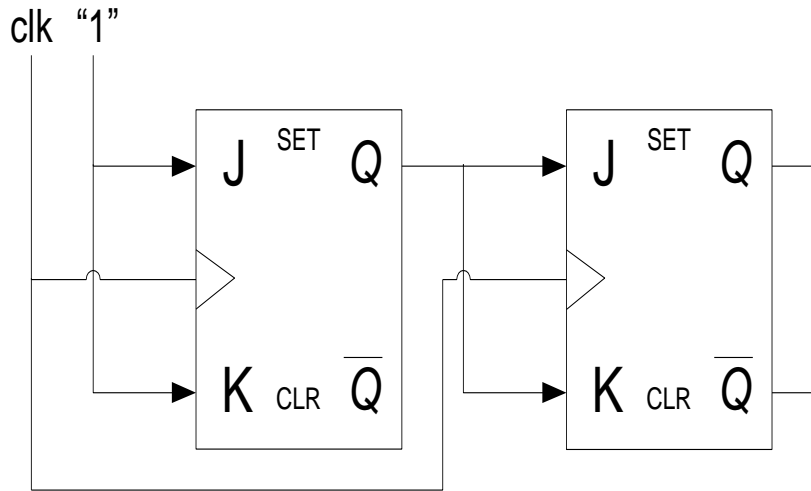 clk “1”
J SET Q J SET Q
K CLR Q̅ K CLR Q̅